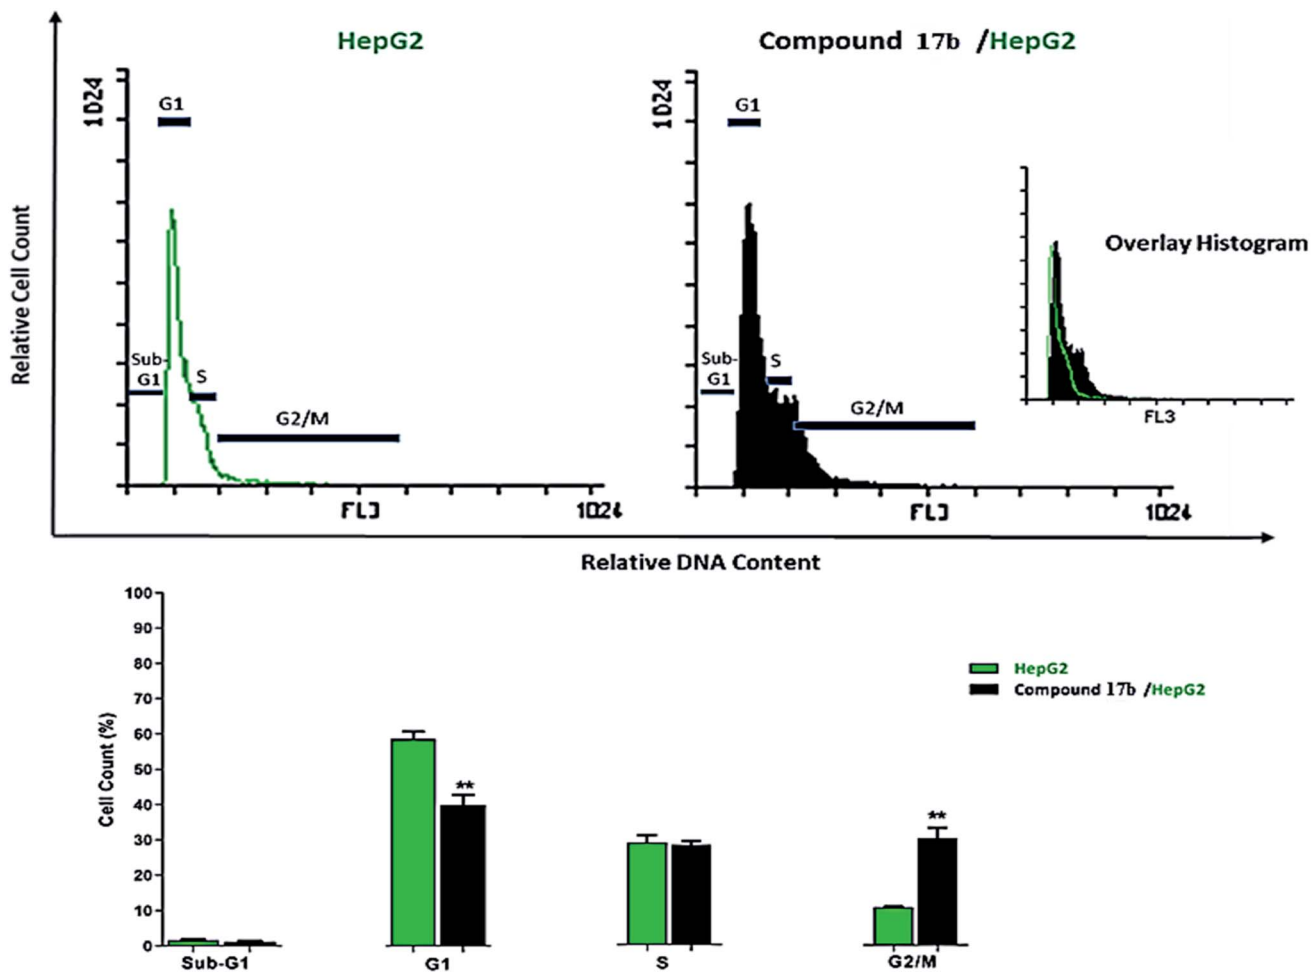 HepG2
Compound 17b /HepG2
Relative Cell Count
1024
G1
Sub-
G1
S
G2/M
FL3
1024
1024
G1
Sub-
G1
S
G2/M
FL3
1024
Overlay Histogram
FL3
Relative DNA Content
Cell Count (%)
100
90
80
70
60
50
40
30
20
10
0
**
**
Sub-G1
G1
S
G2/M
HepG2
Compound 17b /HepG2